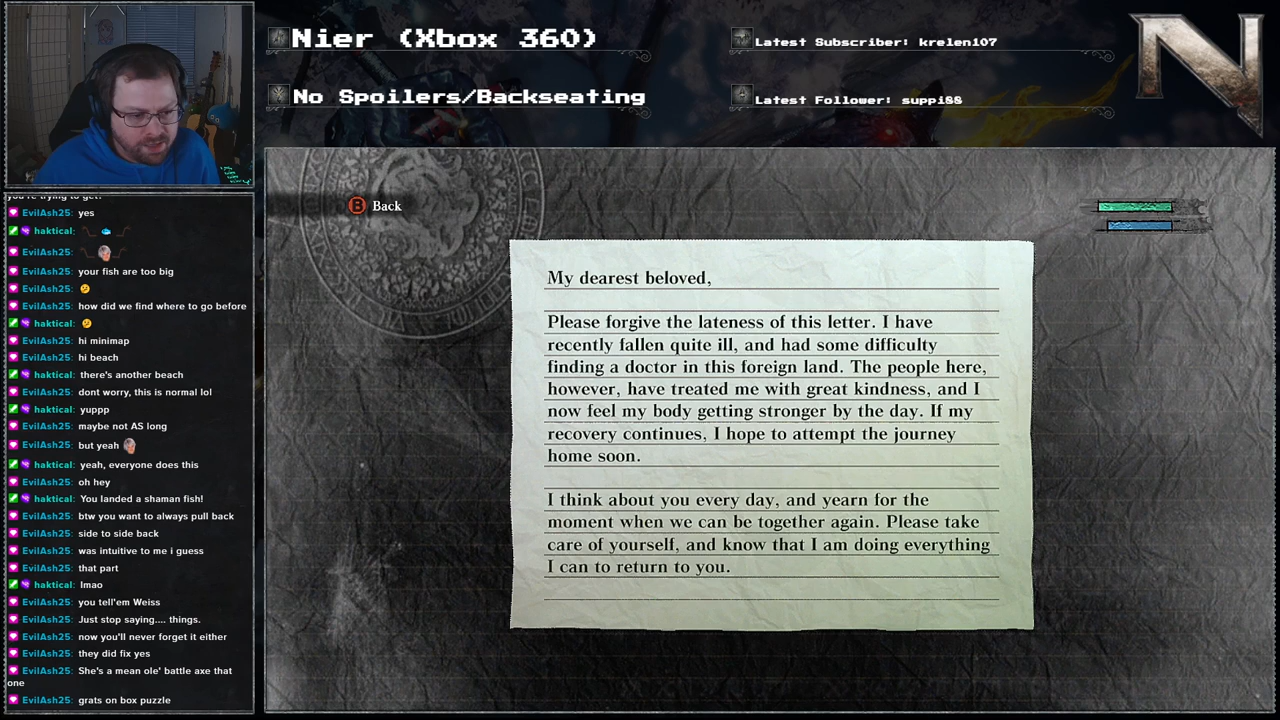 Nier (Xbox 360)
No Spoilers/Backseating
Latest Subscriber: krelen107
Latest Follower: suppi88
N
you're trying to get?
EvilAsh25: yes
haktical:
EvilAsh25:
EvilAsh25: your fish are too big
EvilAsh25:
EvilAsh25: how did we find where to go before
haktical:
EvilAsh25: hi minimap
EvilAsh25: hi beach
haktical: there's another beach
EvilAsh25: dont worry, this is normal lol
haktical: yuppp
EvilAsh25: maybe not AS long
EvilAsh25: but yeah
haktical: yeah, everyone does this
EvilAsh25: oh hey
haktical: You landed a shaman fish!
EvilAsh25: btw you want to always pull back
EvilAsh25: side to side back
EvilAsh25: was intuitive to me i guess
EvilAsh25: that part
haktical: lmao
EvilAsh25: you tell'em Weiss
EvilAsh25: Just stop saying.... things.
EvilAsh25: now you'll never forget it either
EvilAsh25: they did fix yes
EvilAsh25: She's a mean ole' battle axe that
one
EvilAsh25: grats on box puzzle
B Back
My dearest beloved,
Please forgive the lateness of this letter. I have
recently fallen quite ill, and had some difficulty
finding a doctor in this foreign land. The people here,
however, have treated me with great kindness, and I
now feel my body getting stronger by the day. If my
recovery continues, I hope to attempt the journey
home soon.
I think about you every day, and yearn for the
moment when we can be together again. Please take
care of yourself, and know that I am doing everything
I can to return to you.